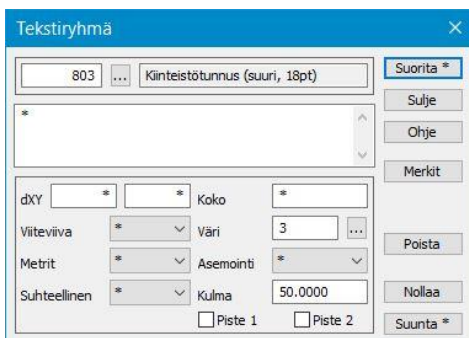 Tekstiryhmä
803 ... Kiinteistötunnus (suuri, 18pt) Suorita *
Sulje
* Ohje
Merkit
dXY * * Koko *
Viiteviiva * Väri 3 ...
Poista
Metrit * Asemointi *
Suhteellinen * Kulma 50.0000 Nollaa
Piste 1 Piste 2 Suunta *